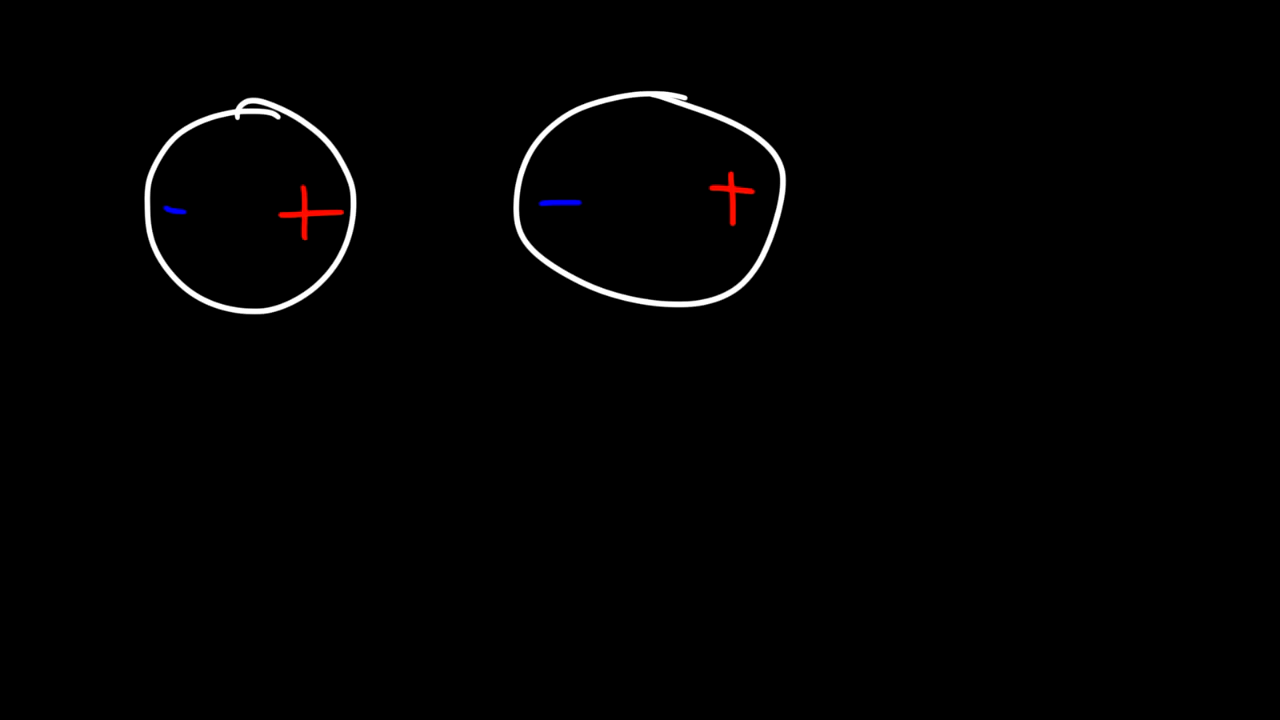 - + - +